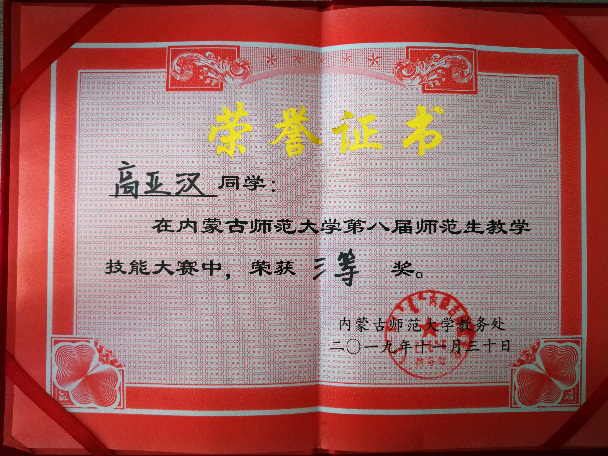 荣誉证书
高亚汉同学：
在内蒙古师范大学第八届师范生教学
技能大赛中，荣获 三等 奖。
内蒙古师范大学教务处
二〇一九年十一月三十日